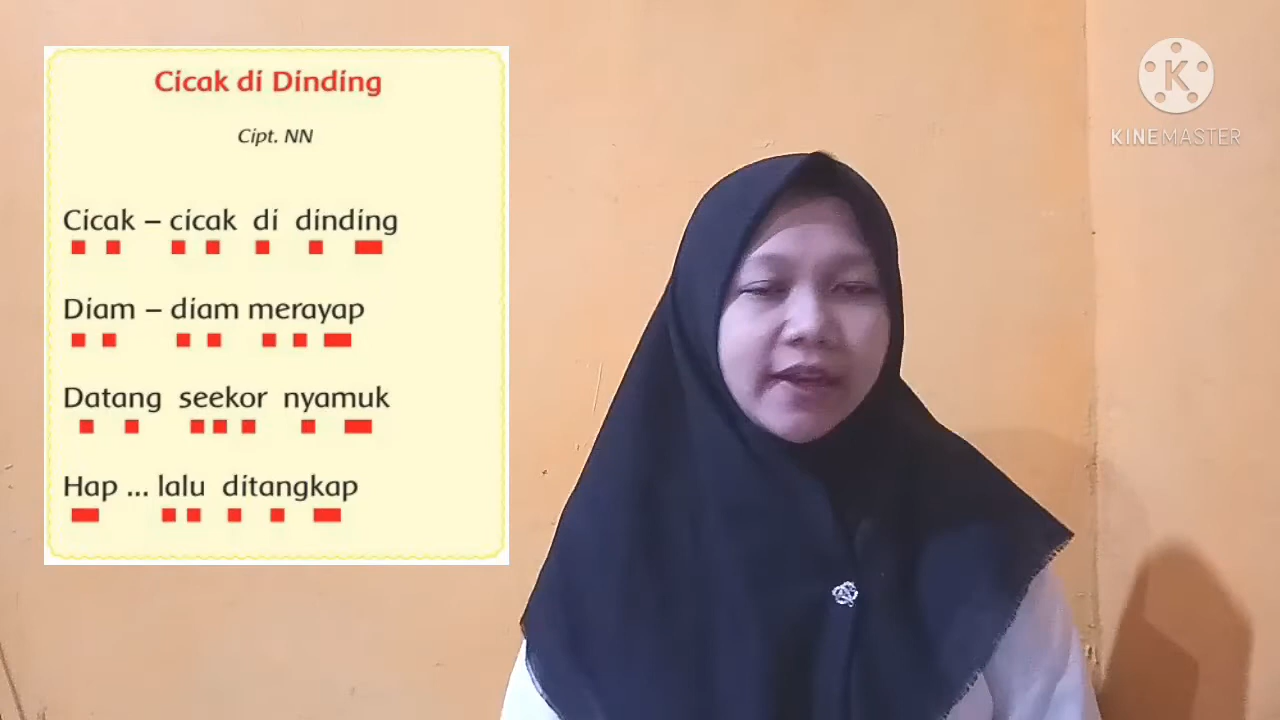 Cicak di Dinding
Cipt. NN
Cicak – cicak di dinding
Diam – diam merayap
Datang seekor nyamuk
Hap ... lalu ditangkap
K
KINEMASTER